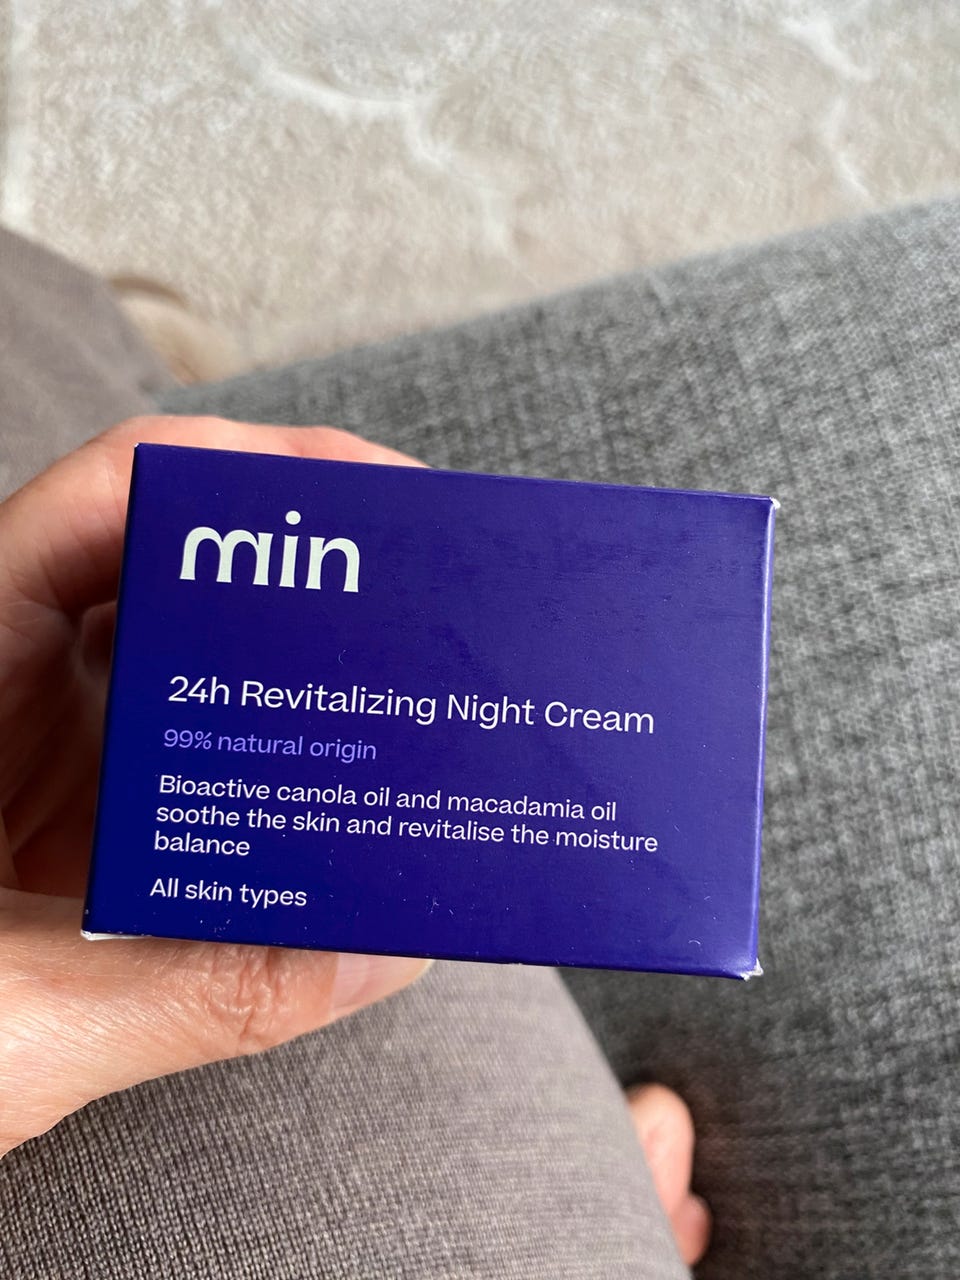 min
24h Revitalizing Night Cream
99% natural origin
Bioactive canola oil and macadamia oil
soothe the skin and revitalise the moisture
balance
All skin types